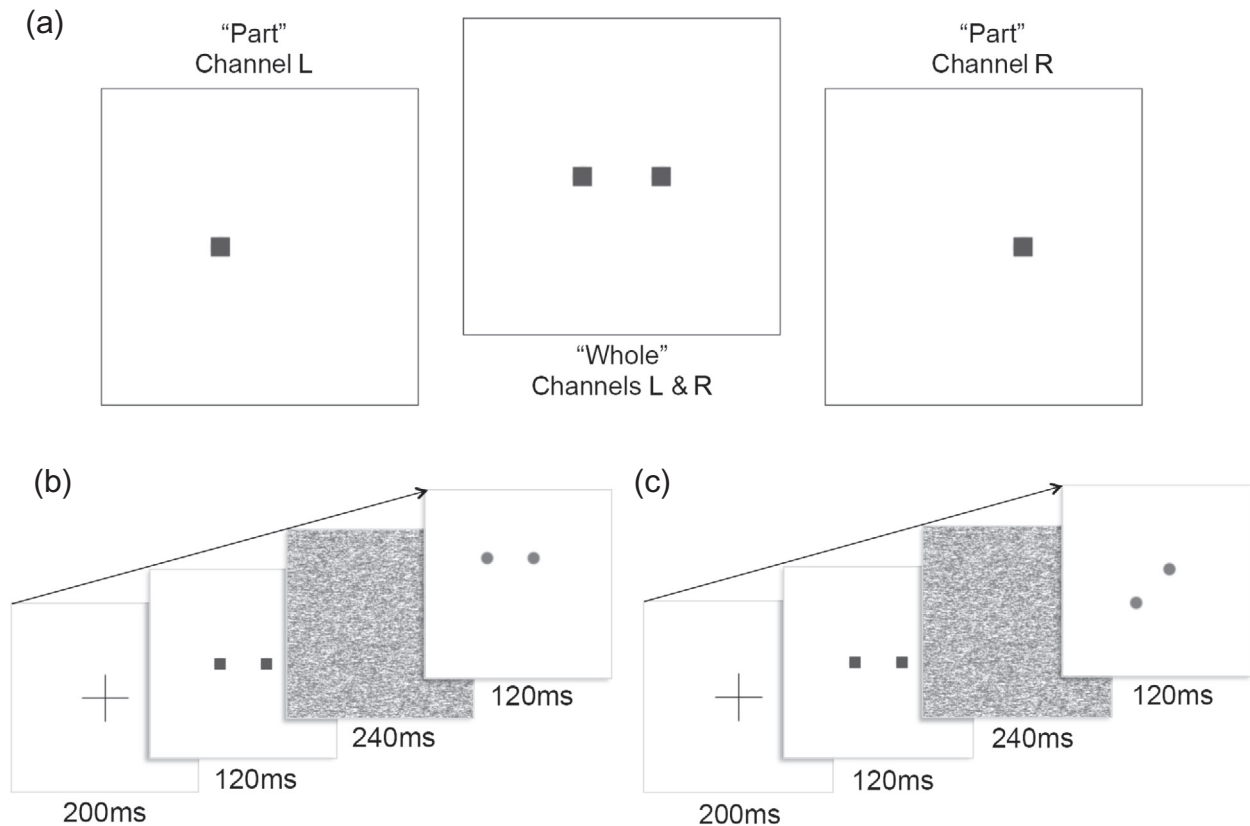 (a)
“Part”
Channel L
“Part”
Channel R
“Whole”
Channels L & R
(b)
200ms
120ms
240ms
120ms
(c)
200ms
120ms
240ms
120ms